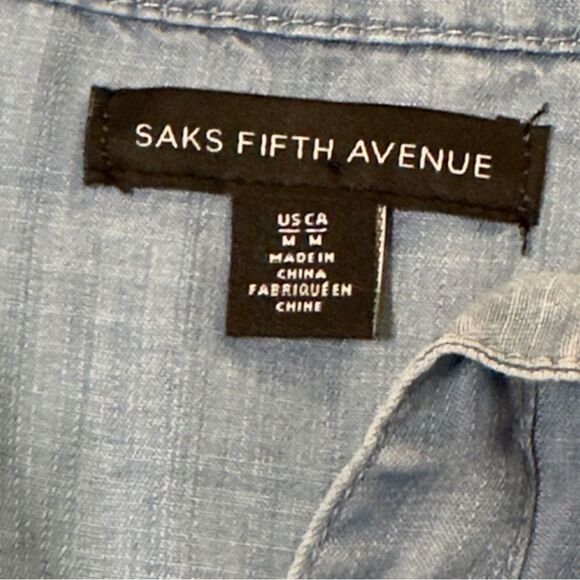 SAKS FIFTH AVENUE
US CA
M M
MADE IN
CHINA
FABRIQUÉ EN
CHINE